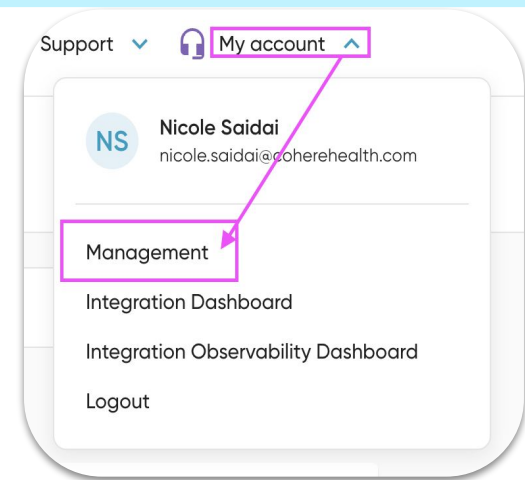 Support My account
NS
Nicole Saidai
nicole.saidai@coherehealth.com
Management
Integration Dashboard
Integration Observability Dashboard
Logout